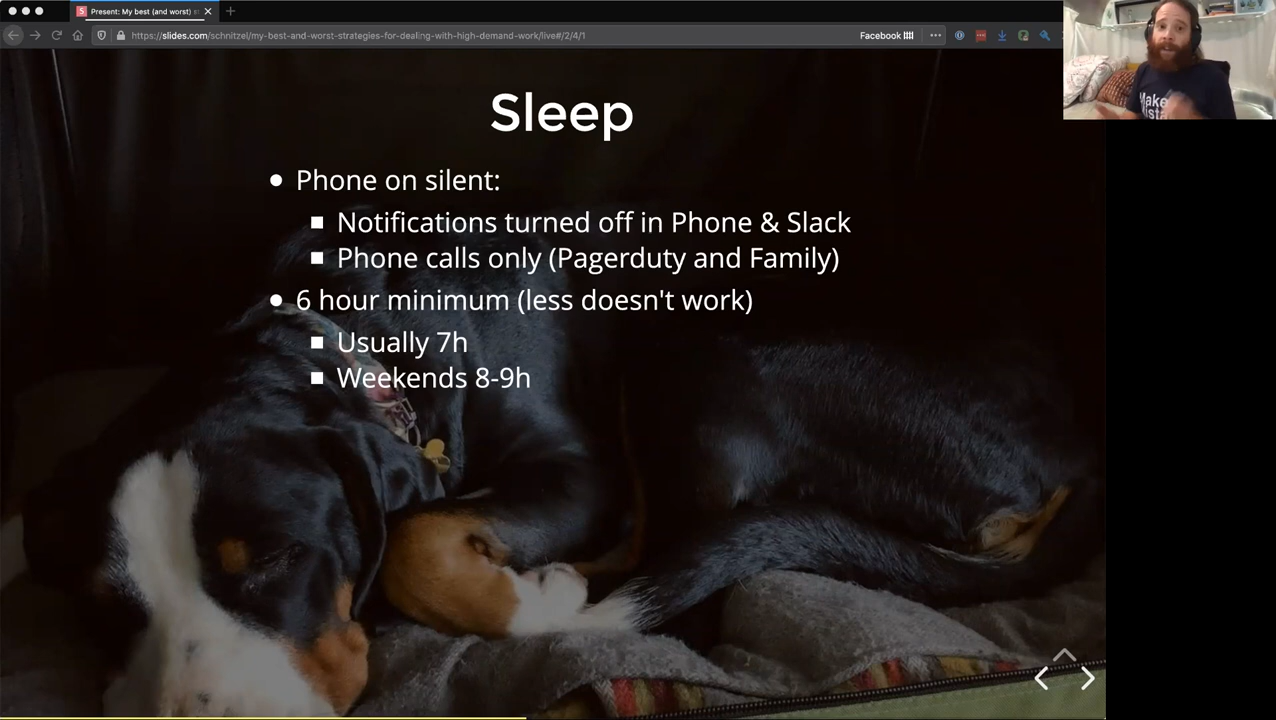 Present: My best (and worst)
https://slides.com/schnitzel/my-best-and-worst-strategies-for-dealing-with-high-demand-work/live#/2/4/1
Facebook
Sleep
Phone on silent:
Notifications turned off in Phone & Slack
Phone calls only (Pagerduty and Family)
6 hour minimum (less doesn't work)
Usually 7h
Weekends 8-9h
Make